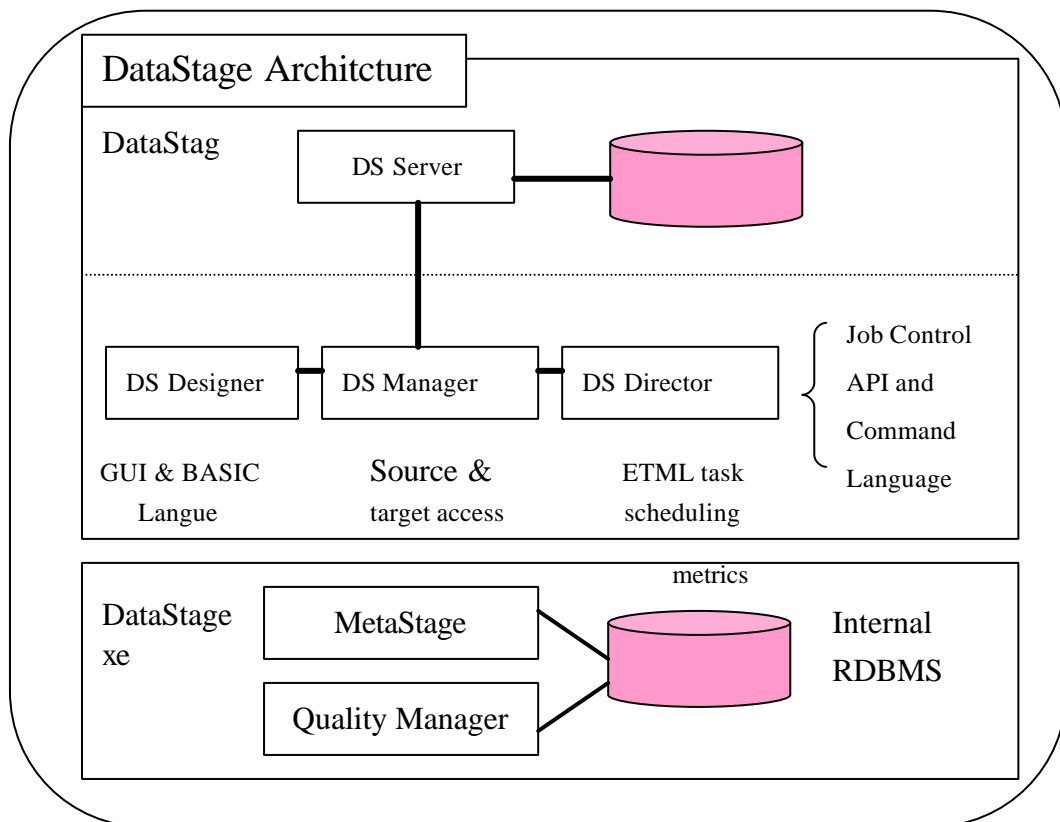 DataStage Architcture
DataStag
DS Server
DS Designer
DS Manager
DS Director
Job Control
API and
Command
Language
GUI & BASIC
Langue
Source &
target access
ETML task
scheduling
metrics
DataStage
xe
MetaStage
Quality Manager
Internal
RDBMS